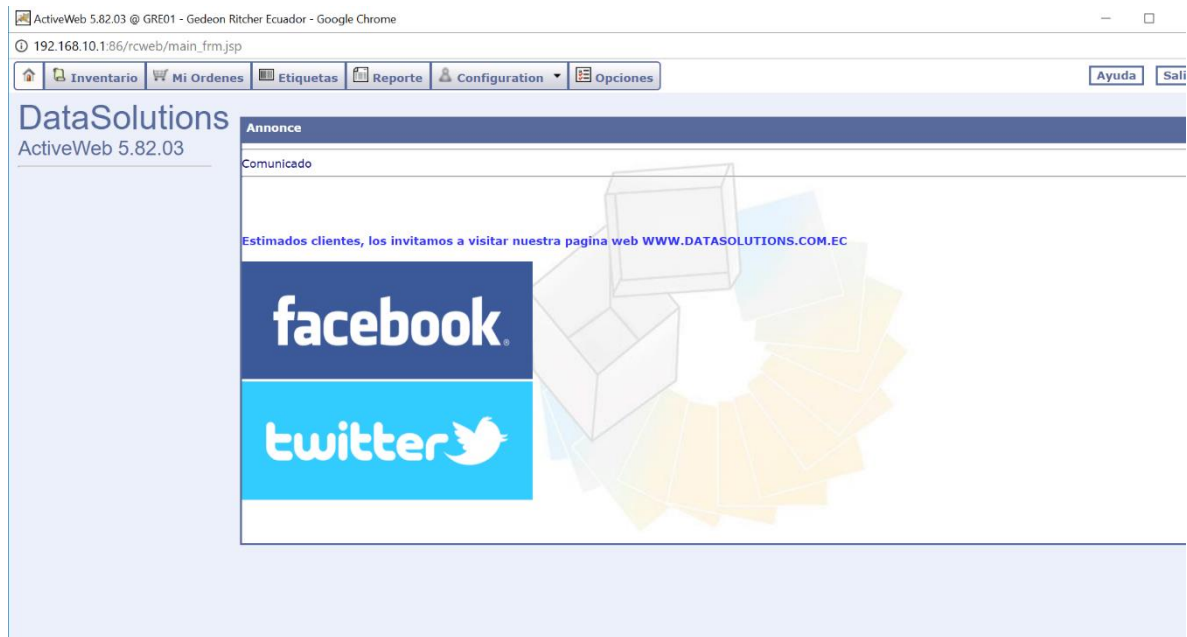 ActiveWeb 5.82.03 @ GRE01 - Gedeon Ritcher Ecuador - Google Chrome
192.168.10.1:86/rcweb/main_frm.jsp
Inventario Mi Ordenes Etiquetas Reporte Configuration Opciones Ayuda Sali
DataSolutions
ActiveWeb 5.82.03
Annonce
Comunicado
Estimados clientes, los invitamos a visitar nuestra pagina web WWW.DATASOLUTIONS.COM.EC
facebook®
twitter